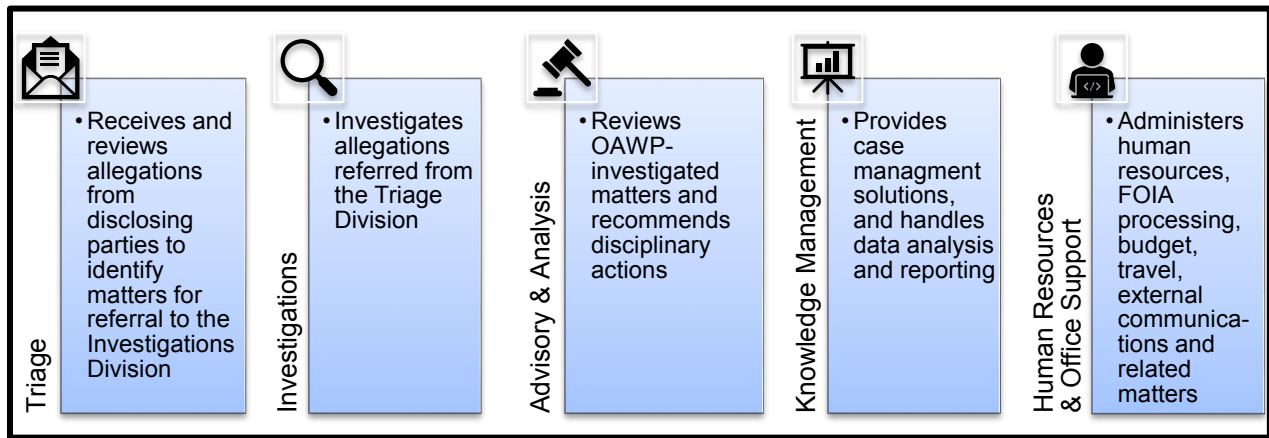 Triage
• Receives and
reviews
allegations
from
disclosing
parties to
identify
matters for
referral to the
Investigations
Division
Investigations
• Investigates
allegations
referred from
the Triage
Division
Advisory & Analysis
• Reviews
OAWP-
investigated
matters and
recommends
disciplinary
actions
Knowledge Management
• Provides
case
managment
solutions,
and handles
data analysis
and reporting
Human Resources
& Office Support
• Administers
human
resources,
FOIA
processing,
budget,
travel,
external
communica-
tions and
related
matters